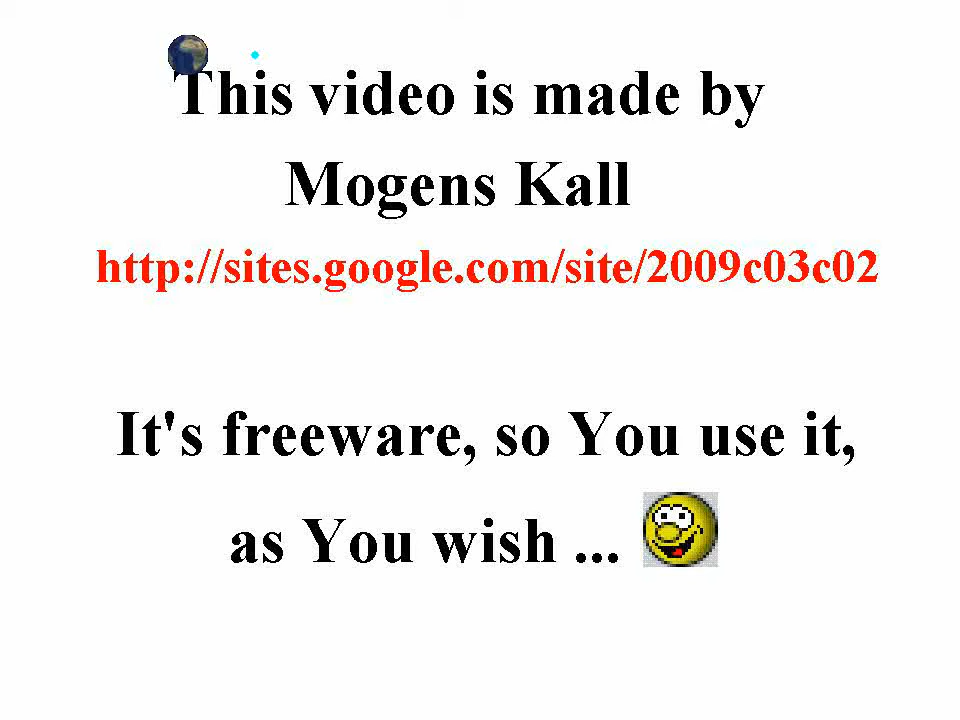 This video is made by
Mogens Kall
http://sites.google.com/site/2009c03c02
It's freeware, so You use it,
as You wish ...